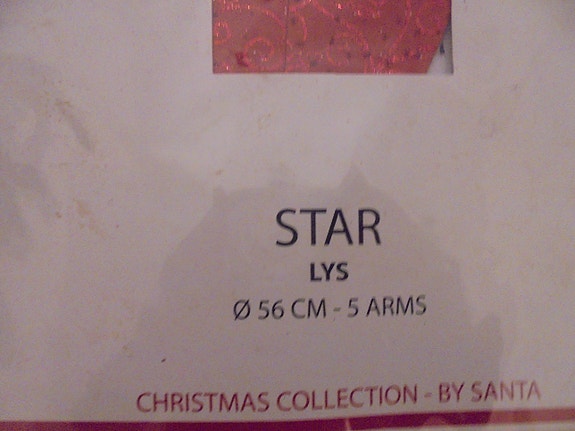 STAR
LYS
Ø 56 CM - 5 ARMS
CHRISTMAS COLLECTION - BY SANTA